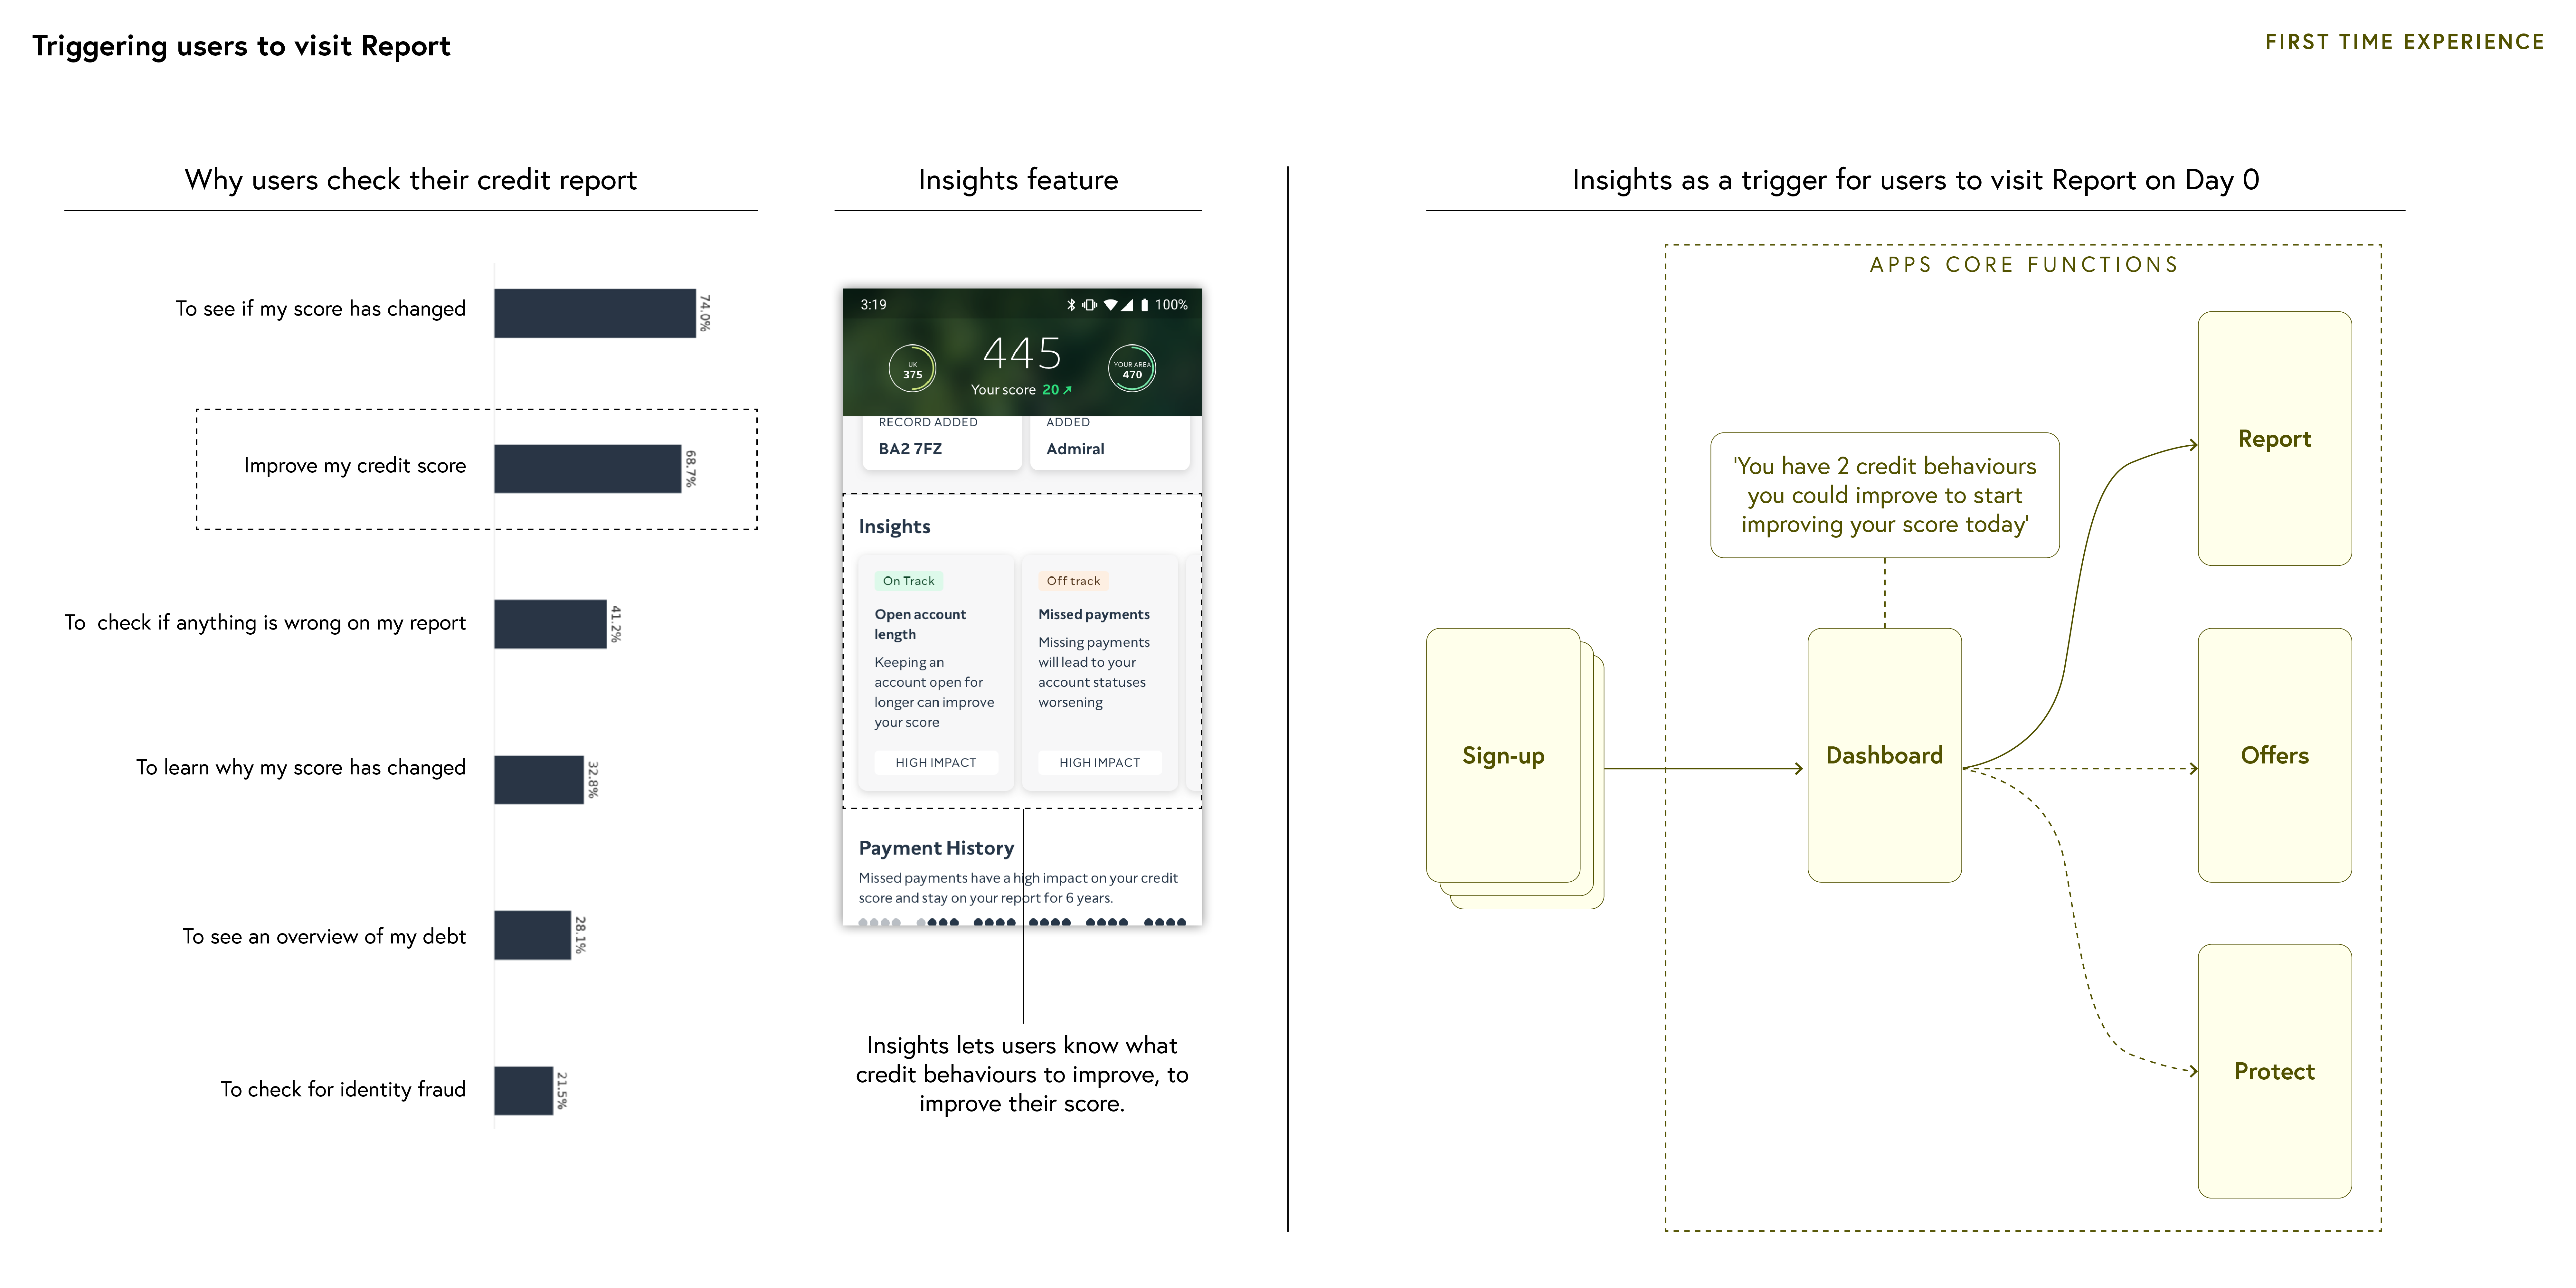 Triggering users to visit Report
FIRST TIME EXPERIENCE
Why users check their credit report
To see if my score has changed
74.0%
Improve my credit score
68.7%
To  check if anything is wrong on my report
41.2%
To learn why my score has changed
32.8%
To see an overview of my debt
28.1%
To check for identity fraud
21.5%
Insights feature
3:19
100%
UK
375
445
Your score 20
YOUR AREA
470
RECORD ADDED
BA2 7FZ
ADDED
Admiral
Insights
On Track
Open account
length
Keeping an
account open for
longer can improve
your score
HIGH IMPACT
Off track
Missed payments
Missing payments
will lead to your
account statuses
worsening
HIGH IMPACT
Payment History
Missed payments have a high impact on your credit
score and stay on your report for 6 years.
Insights lets users know what
credit behaviours to improve, to
improve their score.
Insights as a trigger for users to visit Report on Day 0
APPS CORE FUNCTIONS
'You have 2 credit behaviours
you could improve to start
improving your score today'
Sign-up
Dashboard
Report
Offers
Protect